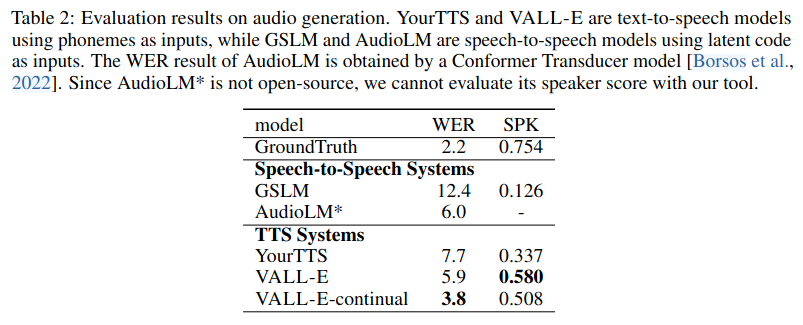 Table 2: Evaluation results on audio generation. YourTTS and VALL-E are text-to-speech models
using phonemes as inputs, while GSLM and AudioLM are speech-to-speech models using latent code
as inputs. The WER result of AudioLM is obtained by a Conformer Transducer model [Borsos et al.,
2022]. Since AudioLM* is not open-source, we cannot evaluate its speaker score with our tool.
model WER SPK
GroundTruth 2.2 0.754
Speech-to-Speech Systems
GSLM 12.4 0.126
AudioLM* 6.0 -
TTS Systems
YourTTS 7.7 0.337
VALL-E 5.9 0.580
VALL-E-continual 3.8 0.508